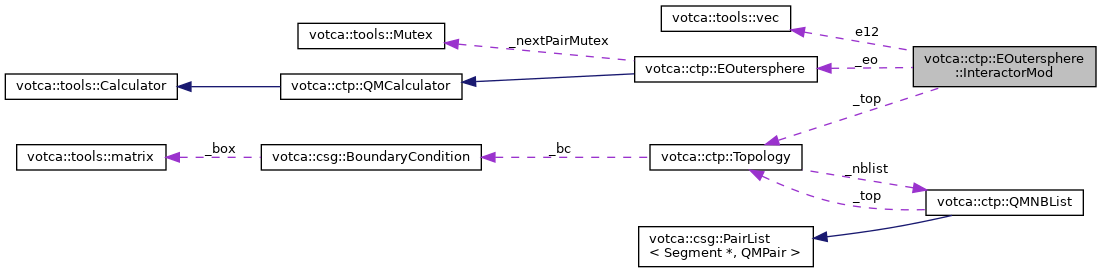 votca::tools::vec
e12
votca::tools::Mutex
_nextPairMutex
votca::ctp::EOutersphere
::InteractorMod
_eo
votca::ctp::EOutersphere
votca::tools::Calculator
votca::ctp::QMCalculator
_top
votca::tools::matrix
_box
votca::csg::BoundaryCondition
_bc
votca::ctp::Topology
_nblist
_top
votca::ctp::QMNBList
votca::csg::PairList
< Segment *, QMPair >